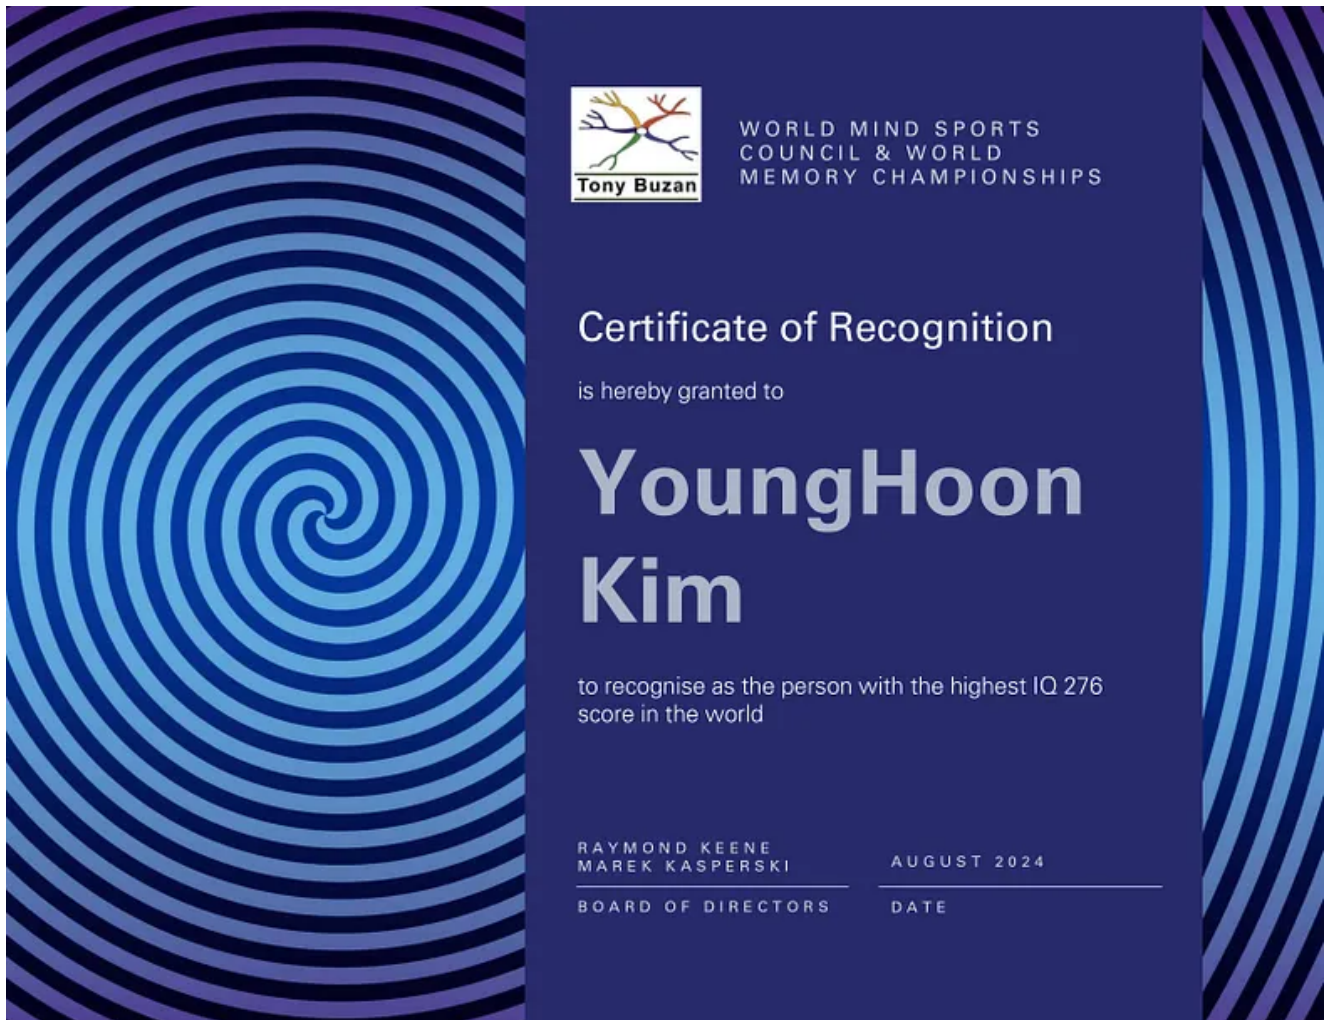 Tony Buzan
WORLD MIND SPORTS
COUNCIL & WORLD
MEMORY CHAMPIONSHIPS
Certificate of Recognition
is hereby granted to
YoungHoon
Kim
to recognise as the person with the highest IQ 276
score in the world
RAYMOND KEENE
MAREK KASPERSKI
BOARD OF DIRECTORS
AUGUST 2024
DATE